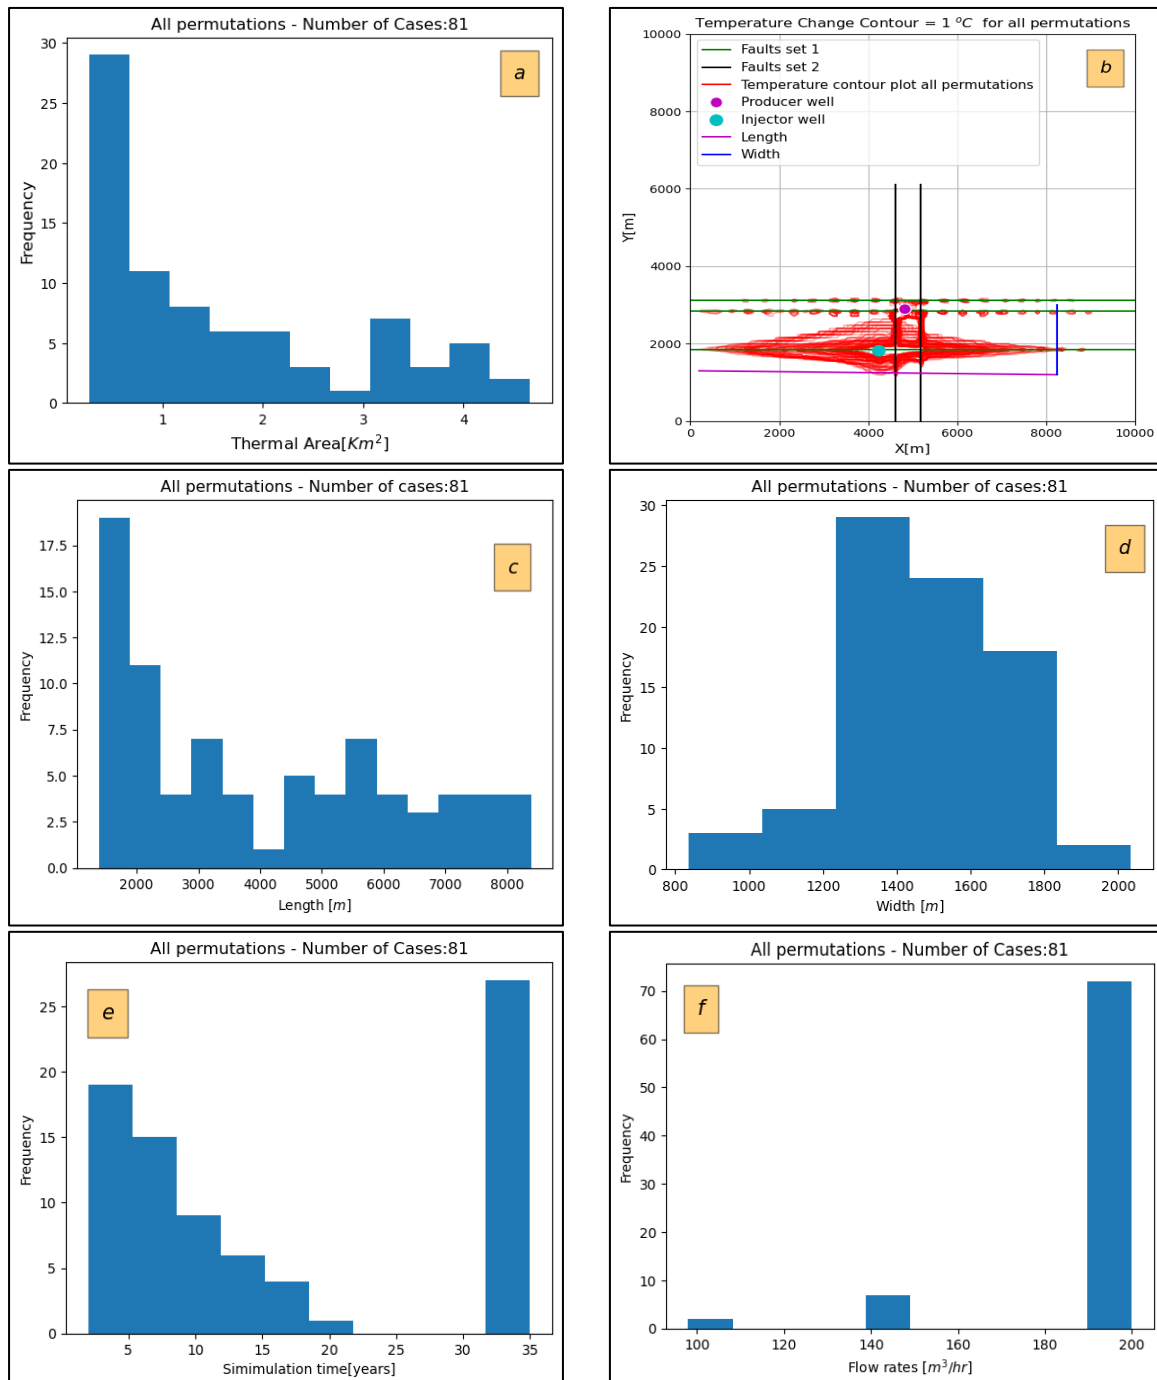 All permutations - Number of Cases:81
a
30
25
20
15
10
5
0
Frequency
1 2 3 4
Thermal Area[Km²]
Temperature Change Contour = 1 °C for all permutations
b
Faults set 1
Faults set 2
Temperature contour plot all permutations
Producer well
Injector well
Length
Width
10000
8000
6000
4000
2000
0
Y[m]
0 2000 4000 6000 8000 10000
X[m]
All permutations - Number of cases:81
c
17.5
15.0
12.5
10.0
7.5
5.0
2.5
0.0
Frequency
2000 3000 4000 5000 6000 7000 8000
Length [m]
All permutations - Number of cases:81
d
30
25
20
15
10
5
0
Frequency
800 1000 1200 1400 1600 1800 2000
Width [m]
All permutations - Number of Cases:81
e
25
20
15
10
5
0
Frequency
5 10 15 20 25 30 35
Simimulation time[years]
All permutations - Number of Cases:81
f
70
60
50
40
30
20
10
0
Frequency
100 120 140 160 180 200
Flow rates [m³/hr]